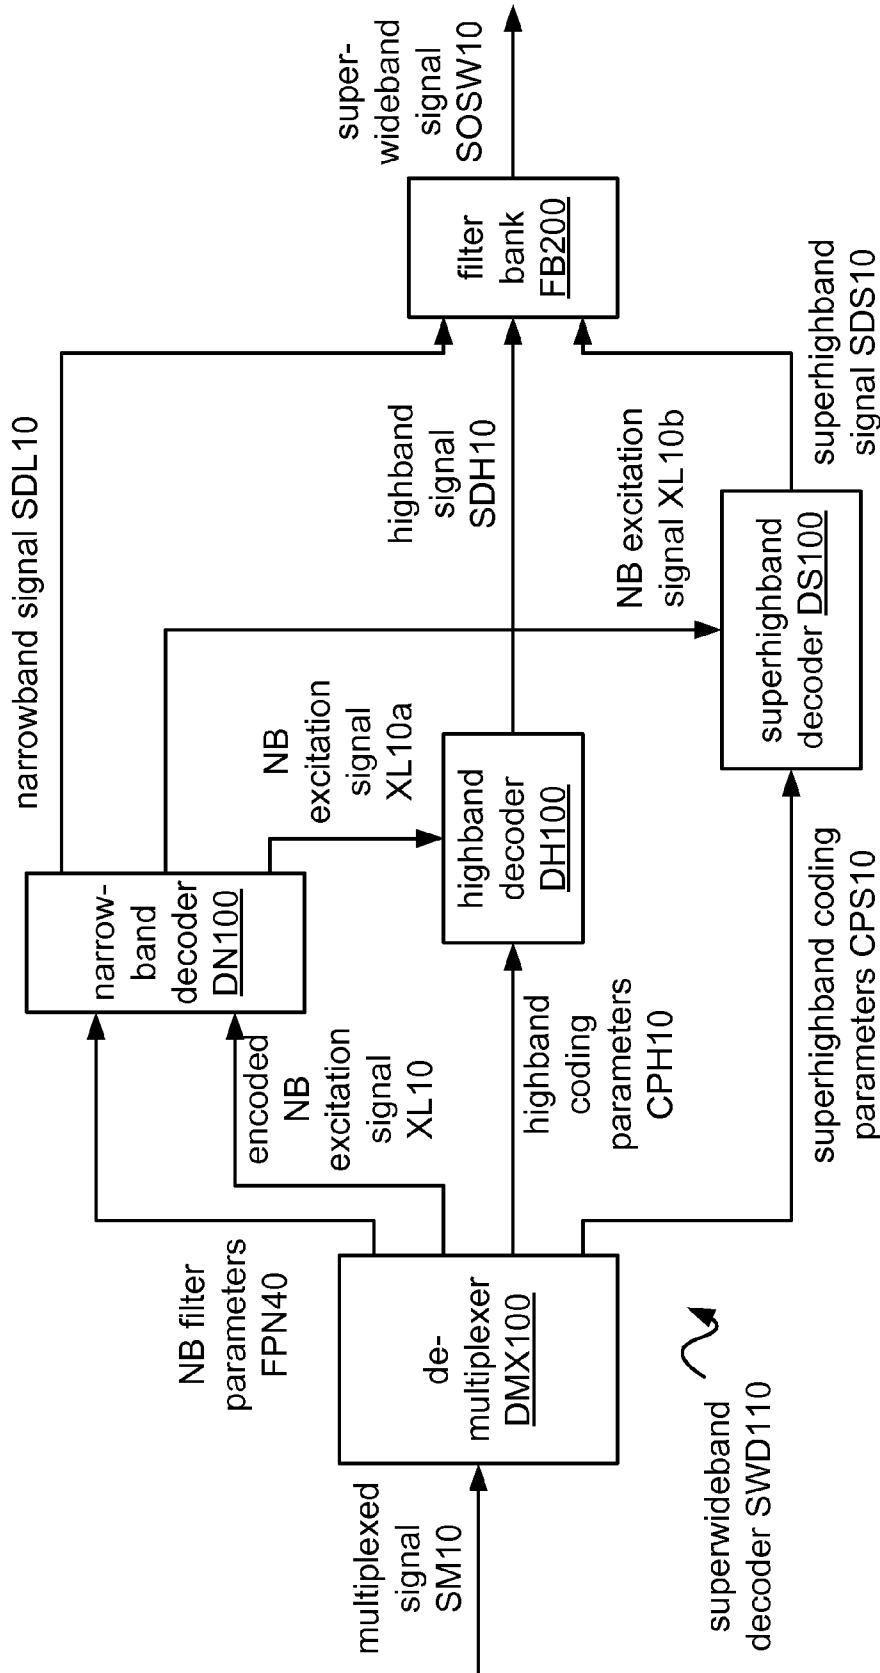 multiplexed
signal
SM10
de-
multiplexer
DMX100
NB filter
parameters
FPN40
encoded
NB
excitation
signal
XL10
highband
coding
parameters
CPH10
superhighband coding
parameters CPS10
narrow-
band
decoder
DN100
NB
excitation
signal
XL10a
highband
decoder
DH100
narrowband signal SDL10
highband
signal
SDH10
NB excitation
signal XL10b
superhighband
decoder DS100
superhighband
signal SDS10
filter
bank
FB200
super-
wideband
signal
SOSW10
superwideband
decoder SWD110